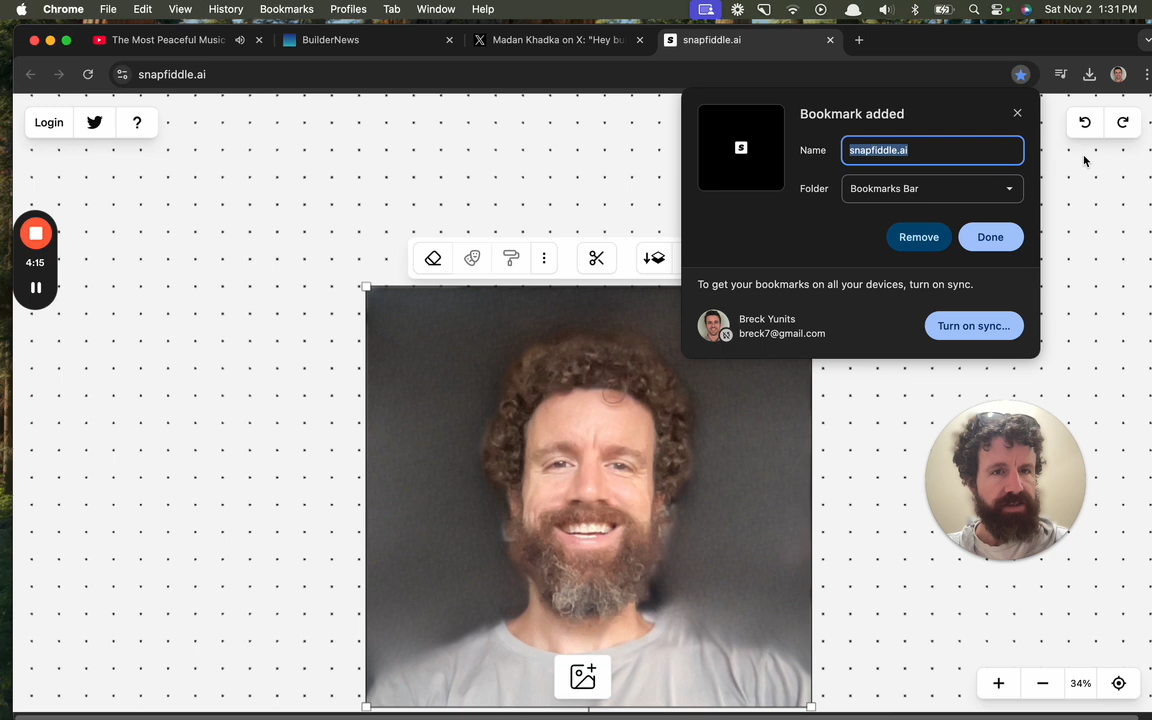 Chrome File Edit View History Bookmarks Profiles Tab Window Help Sat Nov 2 1:31 PM
The Most Peaceful Music BuilderNews Madan Khadka on X: "Hey bu snapfiddle.ai
snapfiddle.ai
Login ?
Bookmark added
Name snapfiddle.ai
Folder Bookmarks Bar
Remove Done
To get your bookmarks on all your devices, turn on sync.
Breck Yunits
breck7@gmail.com
Turn on sync...
4:15
34%